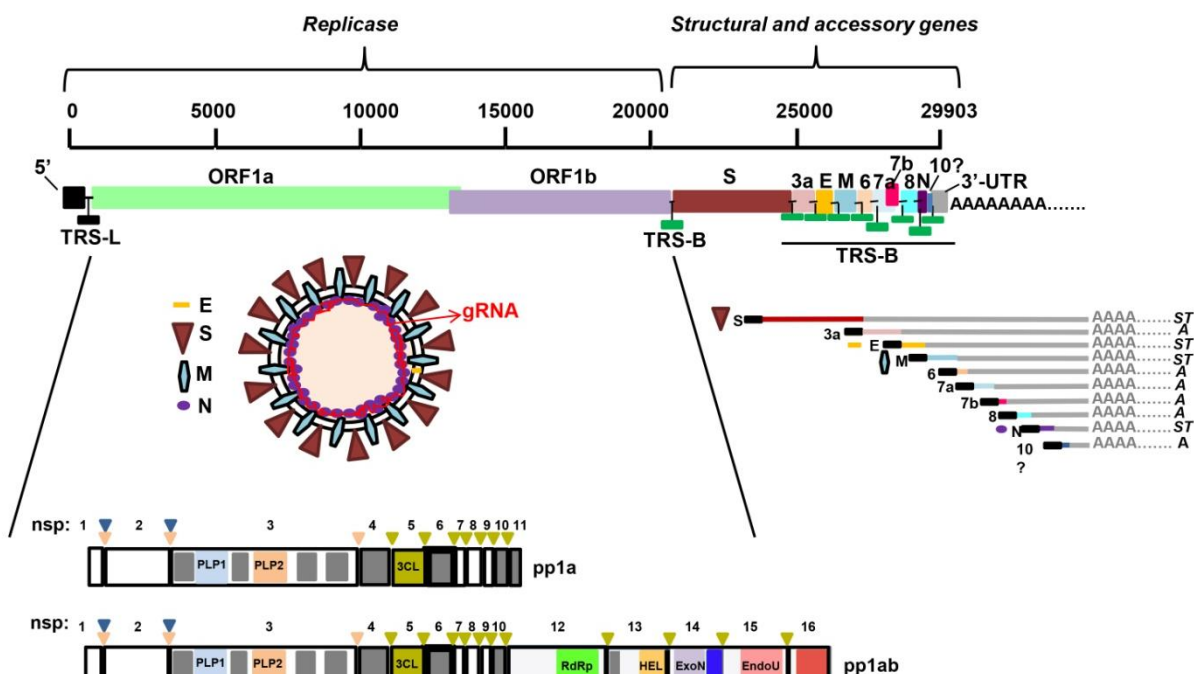 Replicase
Structural and accessory genes
0 5000 10000 15000 20000 25000 29903
5’
ORF1a ORF1b S 3a E M 6 7a 7b 8 N 10? 3’-UTR
AAAAAAAA.......
TRS-L TRS-B TRS-B
E
S
M
N
gRNA
S AAAA...... ST
3a AAAA...... A
E AAAA...... ST
M AAAA...... ST
6 AAAA...... A
7a AAAA...... A
7b AAAA...... A
8 AAAA...... A
N AAAA...... ST
10 AAAA....... A
?
nsp: 1 2 3 4 5 6 7 8 9 10 11
PLP1 PLP2 3CL pp1a
nsp: 1 2 3 4 5 6 7 8 9 10 12 13 14 15 16
PLP1 PLP2 3CL RdRp HEL ExoN EndoU pp1ab